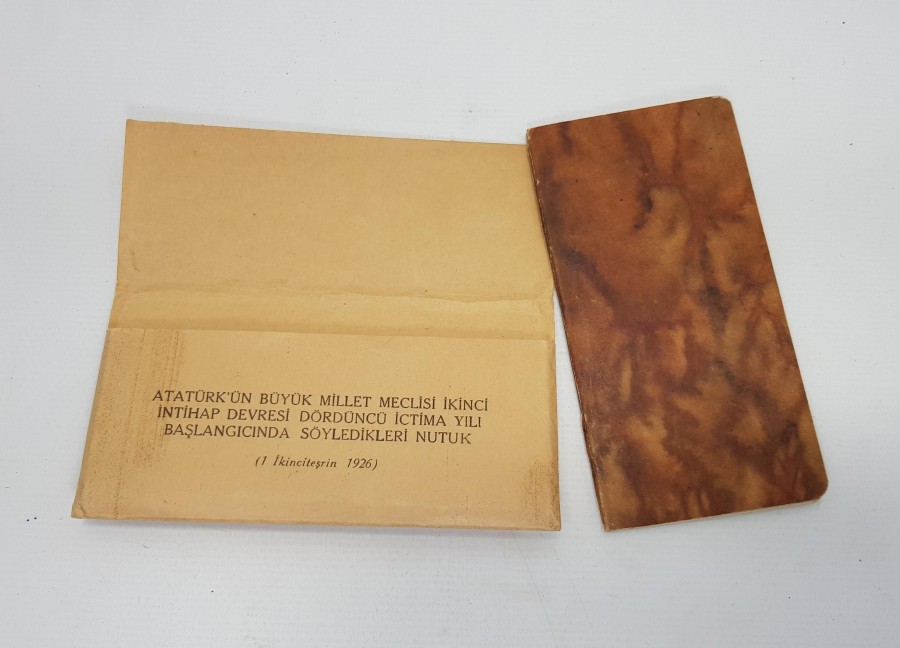 ATATÜRK'ÜN BÜYÜK MİLLET MECLİSİ İKİNCİ
İNTİHAP DEVRESİ DÖRDÜNCÜ İCTİMA YILI
BAŞLANGICINDA SÖYLEDİKLERİ NUTUK
(1 İkinciteşrin 1926)